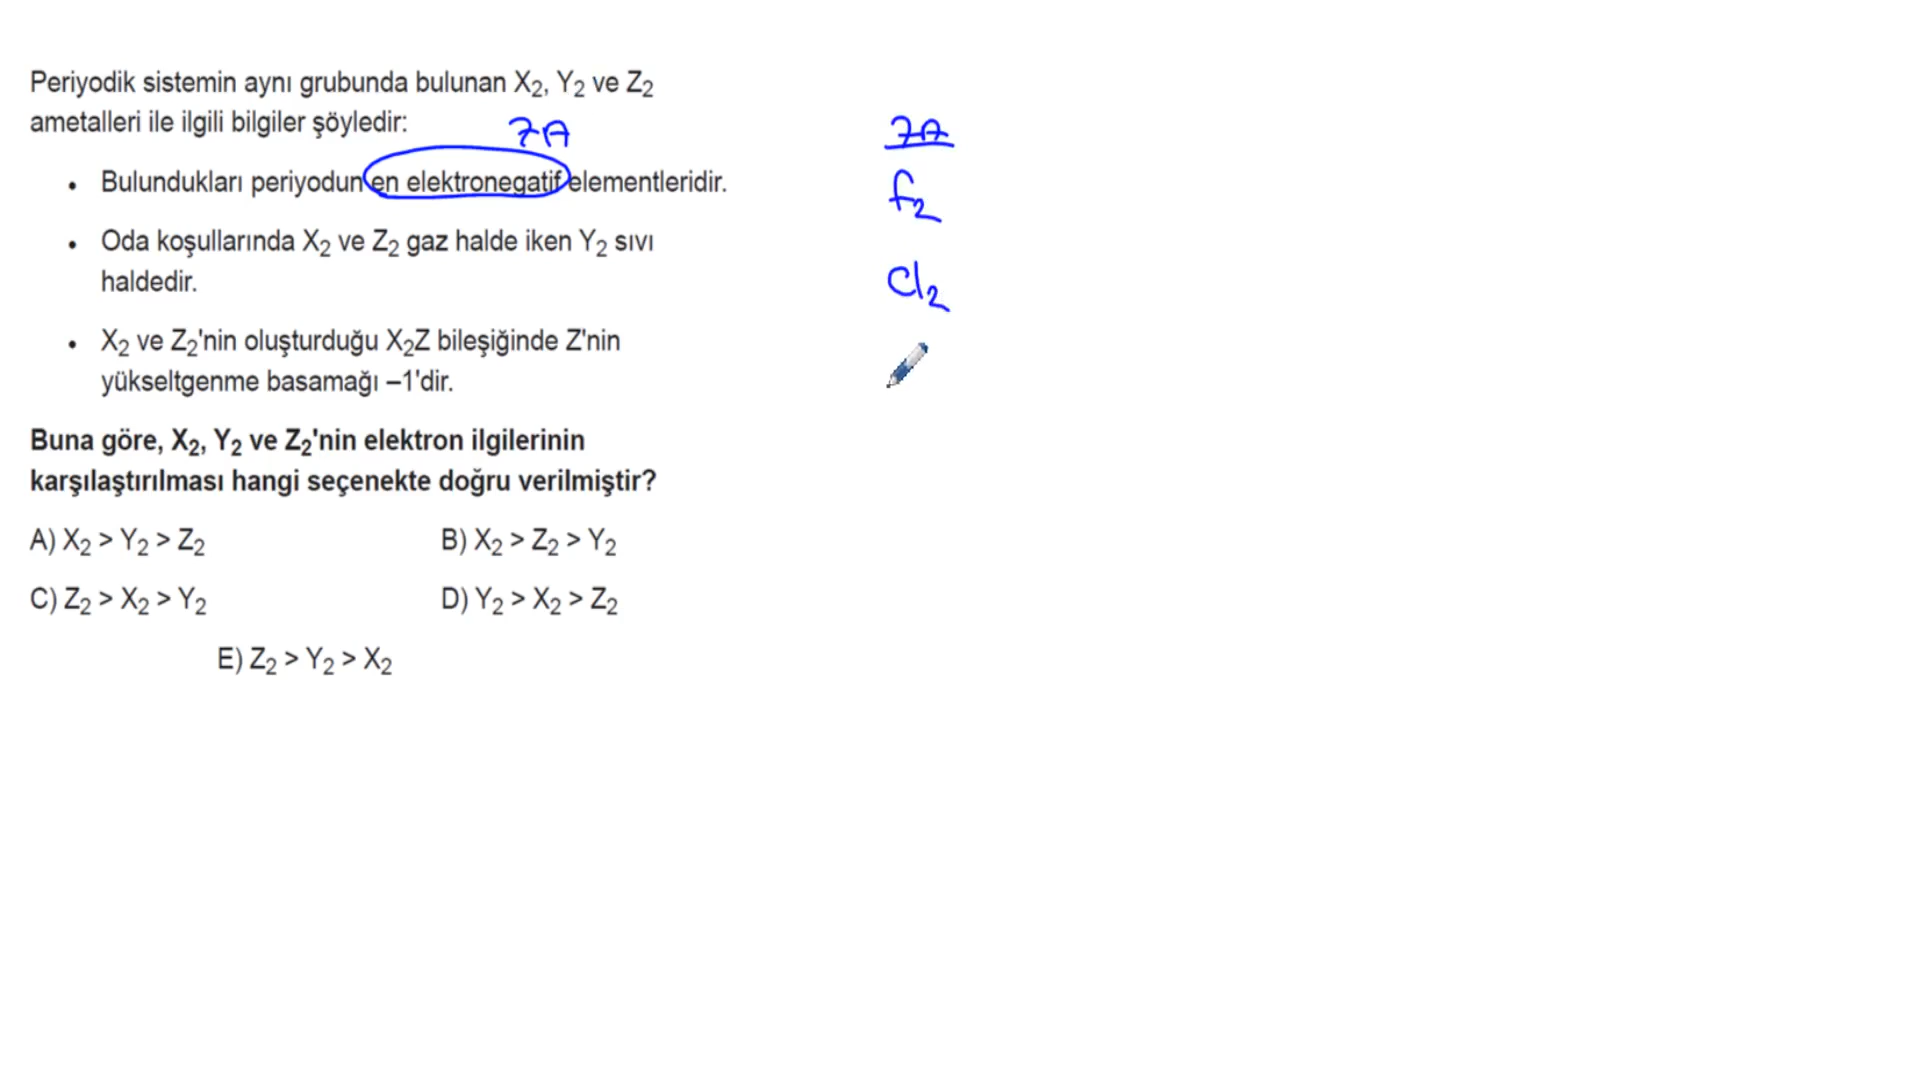 Periyodik sistemin aynı grubunda bulunan X₂, Y₂ ve Z₂
ametalleri ile ilgili bilgiler şöyledir:
7A
• Bulundukları periyodun en elektronegatif elementleridir.
• Oda koşullarında X₂ ve Z₂ gaz halde iken Y₂ sıvı
haldedir.
• X₂ ve Z₂'nin oluşturduğu X₂Z bileşiğinde Z'nin
yükseltgenme basamağı –1'dir.
Buna göre, X₂, Y₂ ve Z₂'nin elektron ilgilerinin
karşılaştırılması hangi seçenekte doğru verilmiştir?
A) X₂ > Y₂ > Z₂
B) X₂ > Z₂ > Y₂
C) Z₂ > X₂ > Y₂
D) Y₂ > X₂ > Z₂
E) Z₂ > Y₂ > X₂
7A
F₂
Cl₂